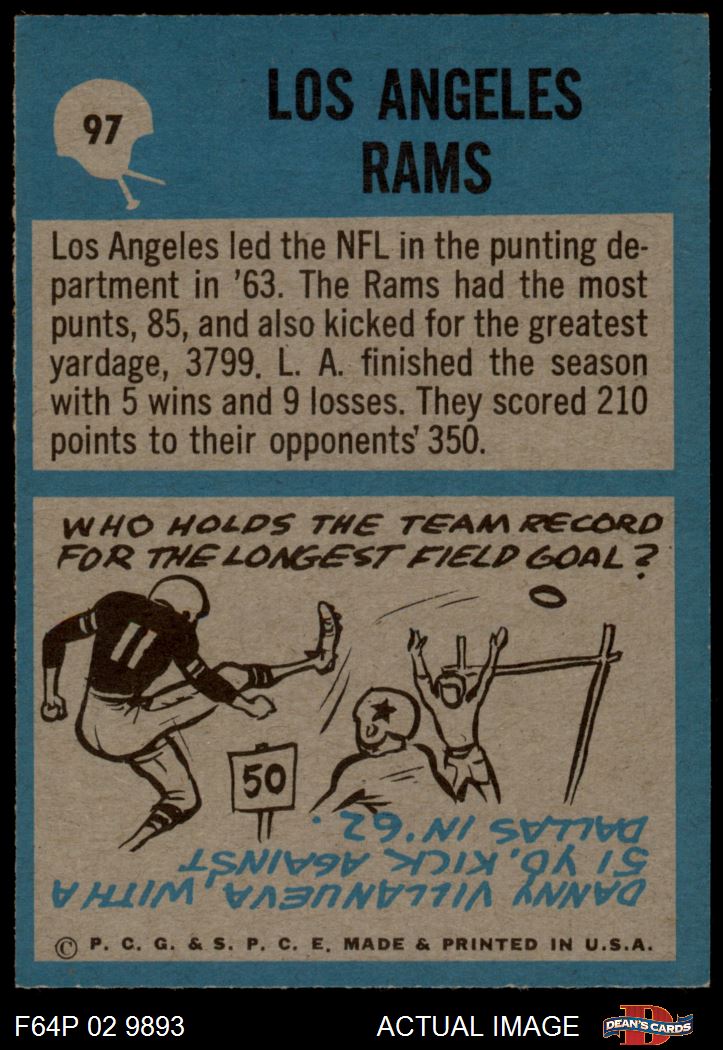 97
LOS ANGELES
RAMS
Los Angeles led the NFL in the punting de-
partment in '63. The Rams had the most
punts, 85, and also kicked for the greatest
yardage, 3799. L. A. finished the season
with 5 wins and 9 losses. They scored 210
points to their opponents' 350.
WHO HOLDS THE TEAM RECORD
FOR THE LONGEST FIELD GOAL?
11
50
DANNY VILLANUEVA, WITH A
51 YD. KICK AGAINST
DALLAS IN '62.
© P. C. G. & S. P. C. E. MADE & PRINTED IN U.S.A.
F64P 02 9893
ACTUAL IMAGE
D
DEAN'S CARDS